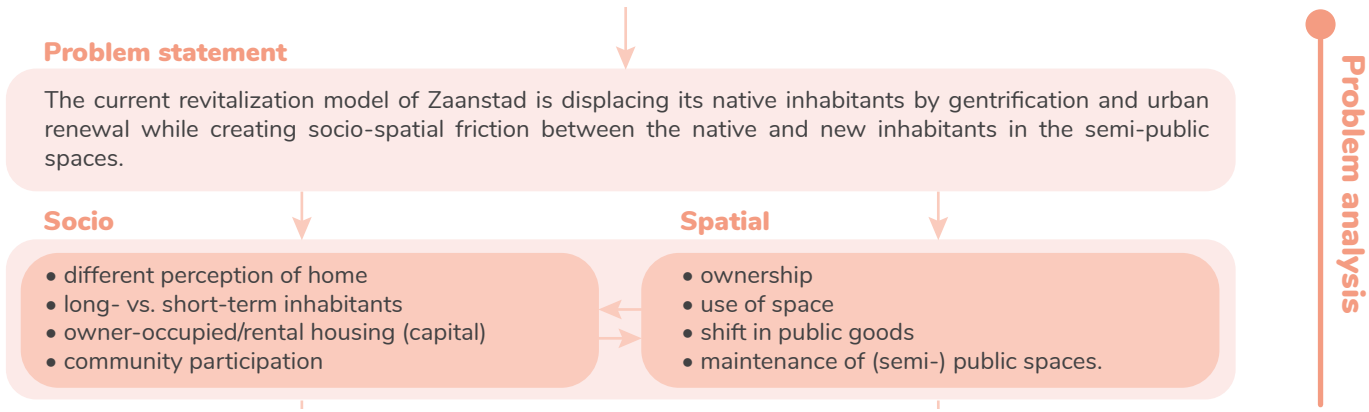 Problem statement
The current revitalization model of Zaanstad is displacing its native inhabitants by gentrification and urban
renewal while creating socio-spatial friction between the native and new inhabitants in the semi-public
spaces.
Socio
• different perception of home
• long- vs. short-term inhabitants
• owner-occupied/rental housing (capital)
• community participation
Spatial
• ownership
• use of space
• shift in public goods
• maintenance of (semi-) public spaces.
Problem analysis